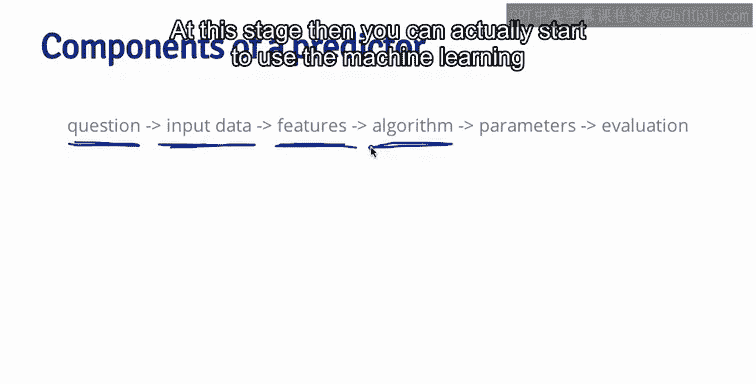 At this stage then you can actually start
to use the machine learning
Components of a predictor
question -> input data -> features -> algorithm -> parameters -> evaluation